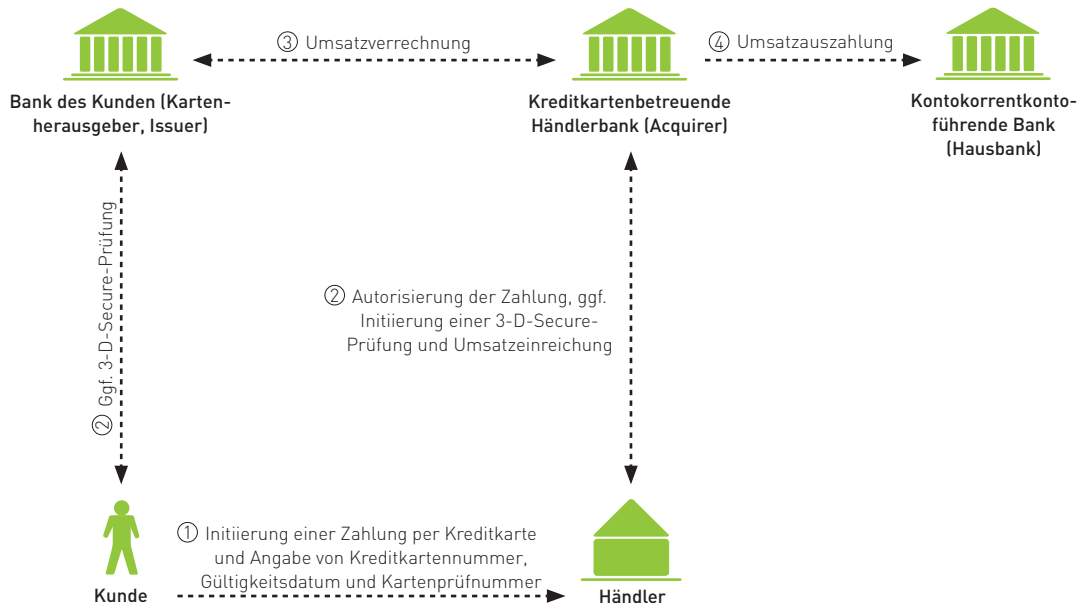 ③ Umsatzverrechnung
④ Umsatzauszahlung
Bank des Kunden (Karten-
herausgeber, Issuer)
Kreditkartenbetreuende
Händlerbank (Acquirer)
Kontokorrentkonto-
führende Bank
(Hausbank)
② Ggf. 3-D-Secure-Prüfung
② Autorisierung der Zahlung, ggf.
Initiierung einer 3-D-Secure-
Prüfung und Umsatzeinreichung
① Initiierung einer Zahlung per Kreditkarte
und Angabe von Kreditkartennummer,
Gültigkeitsdatum und Kartenprüfnummer
Kunde
Händler